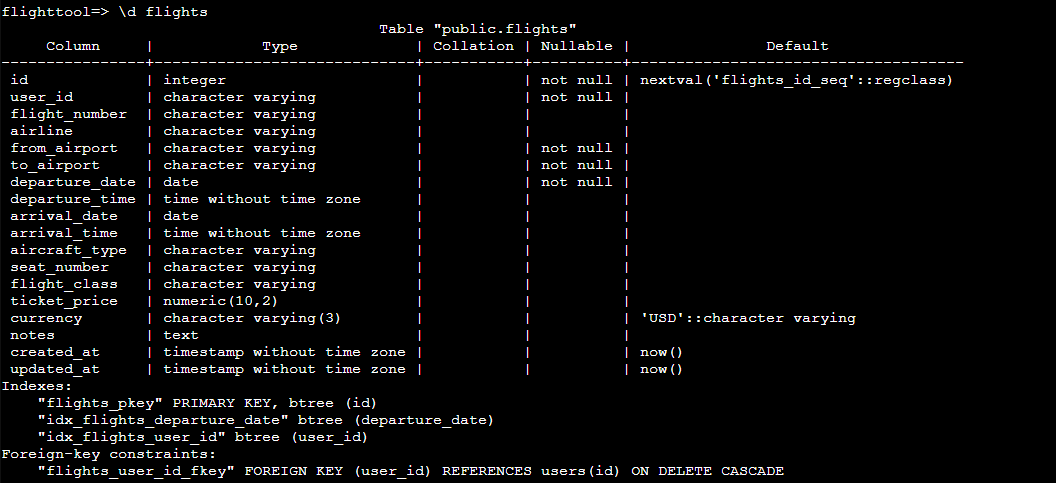 flighttool=> \d flights
                                            Table "public.flights"
     Column     |            Type             | Collation | Nullable |               Default
----------------+-----------------------------+-----------+----------+-------------------------------------
 id             | integer                     |           | not null | nextval('flights_id_seq'::regclass)
 user_id        | character varying           |           | not null |
 flight_number  | character varying           |           |          |
 airline        | character varying           |           |          |
 from_airport   | character varying           |           | not null |
 to_airport     | character varying           |           | not null |
 departure_date | date                        |           | not null |
 departure_time | time without time zone      |           |          |
 arrival_date   | date                        |           |          |
 arrival_time   | time without time zone      |           |          |
 aircraft_type  | character varying           |           |          |
 seat_number    | character varying           |           |          |
 flight_class   | character varying           |           |          |
 ticket_price   | numeric(10,2)               |           |          |
 currency       | character varying(3)        |           |          | 'USD'::character varying
 notes          | text                        |           |          |
 created_at     | timestamp without time zone |           |          | now()
 updated_at     | timestamp without time zone |           |          | now()
Indexes:
    "flights_pkey" PRIMARY KEY, btree (id)
    "idx_flights_departure_date" btree (departure_date)
    "idx_flights_user_id" btree (user_id)
Foreign-key constraints:
    "flights_user_id_fkey" FOREIGN KEY (user_id) REFERENCES users(id) ON DELETE CASCADE